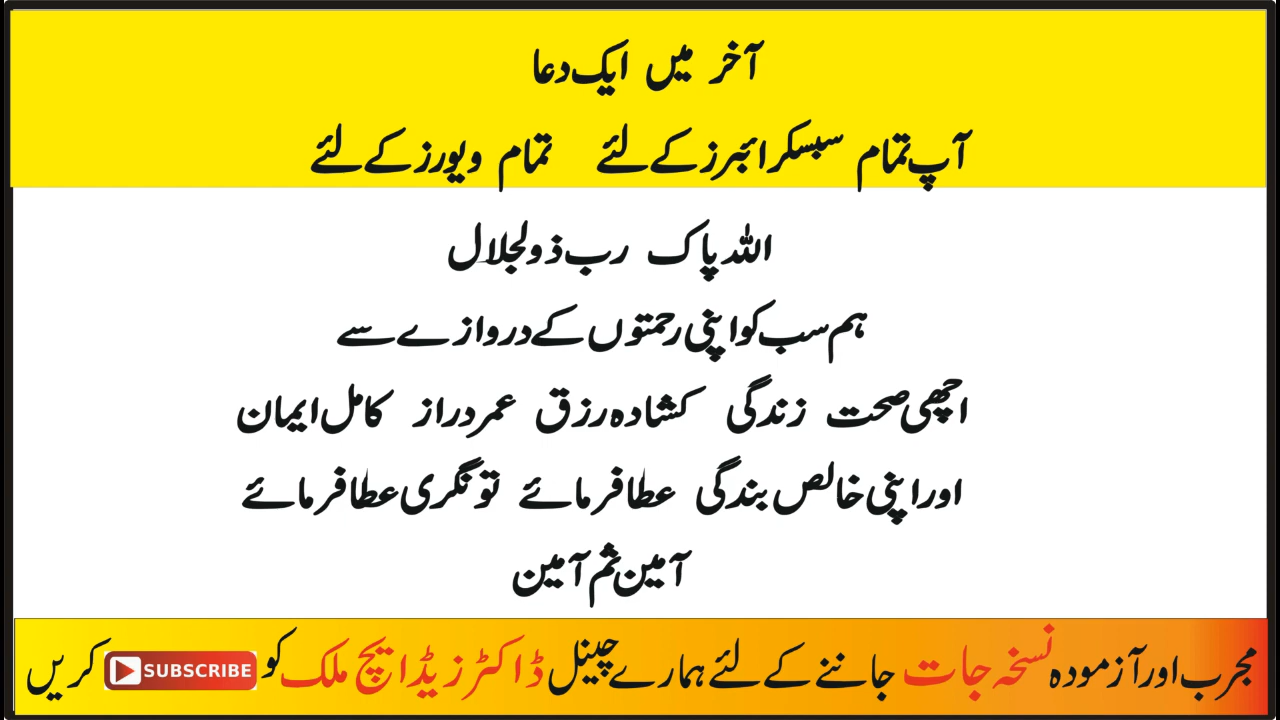 آخر میں ایک دعا
آپ تمام سبسکرائبرز کے لئے تمام ویورز کے لئے
اللہ پاک رب ذولجلال
ہم سب کو اپنی رحمتوں کے دروازے سے
اچھی صحت زندگی کشادہ رزق عمر دراز کامل ایمان
اور اپنی خالص بندگی عطا فرمائے تونگری عطا فرمائے
آمین ثم آمین
مجرب اور آزمودہ نسخہ جات جاننے کے لئے ہمارے چینل ڈاکٹر زیڈ ایچ ملک کو SUBSCRIBE کریں